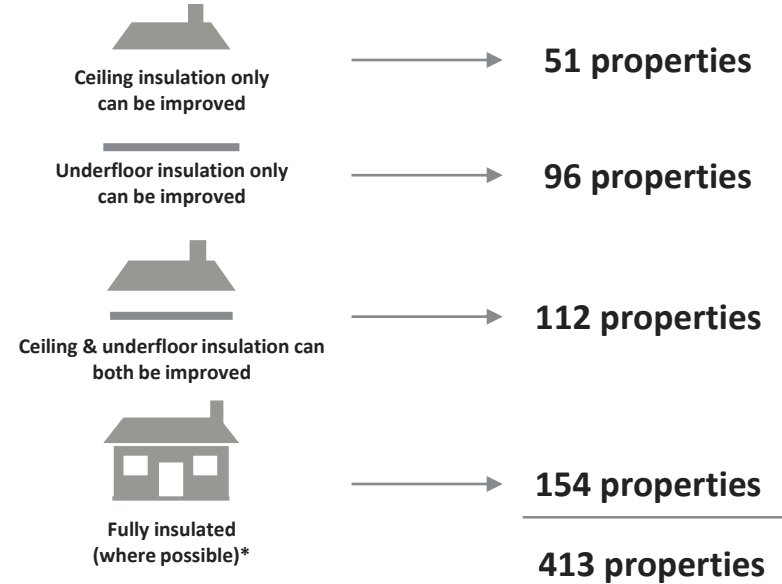 Ceiling insulation only
can be improved
51 properties
Underfloor insulation only
can be improved
96 properties
Ceiling & underfloor insulation can
both be improved
112 properties
Fully insulated
(where possible)*
154 properties
413 properties